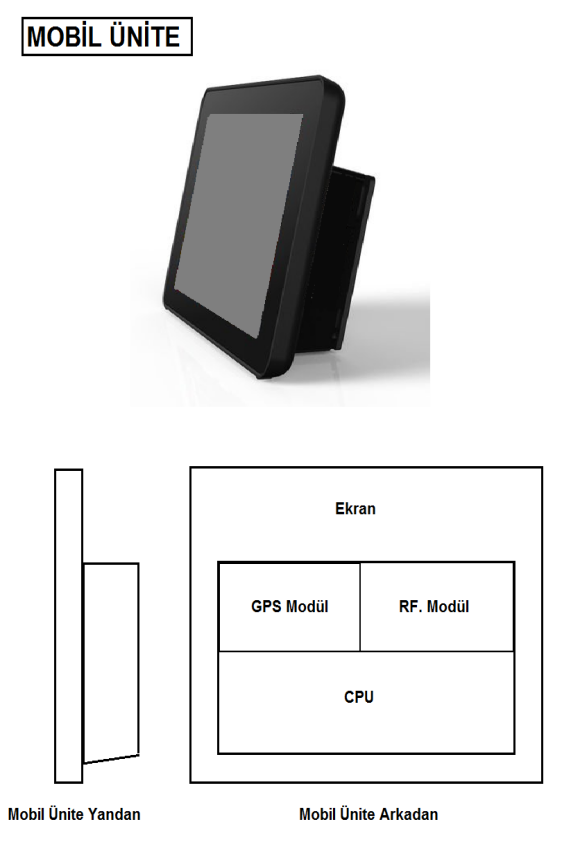 MOBİL ÜNİTE
Ekran
GPS Modül
RF. Modül
CPU
Mobil Ünite Yandan
Mobil Ünite Arkadan